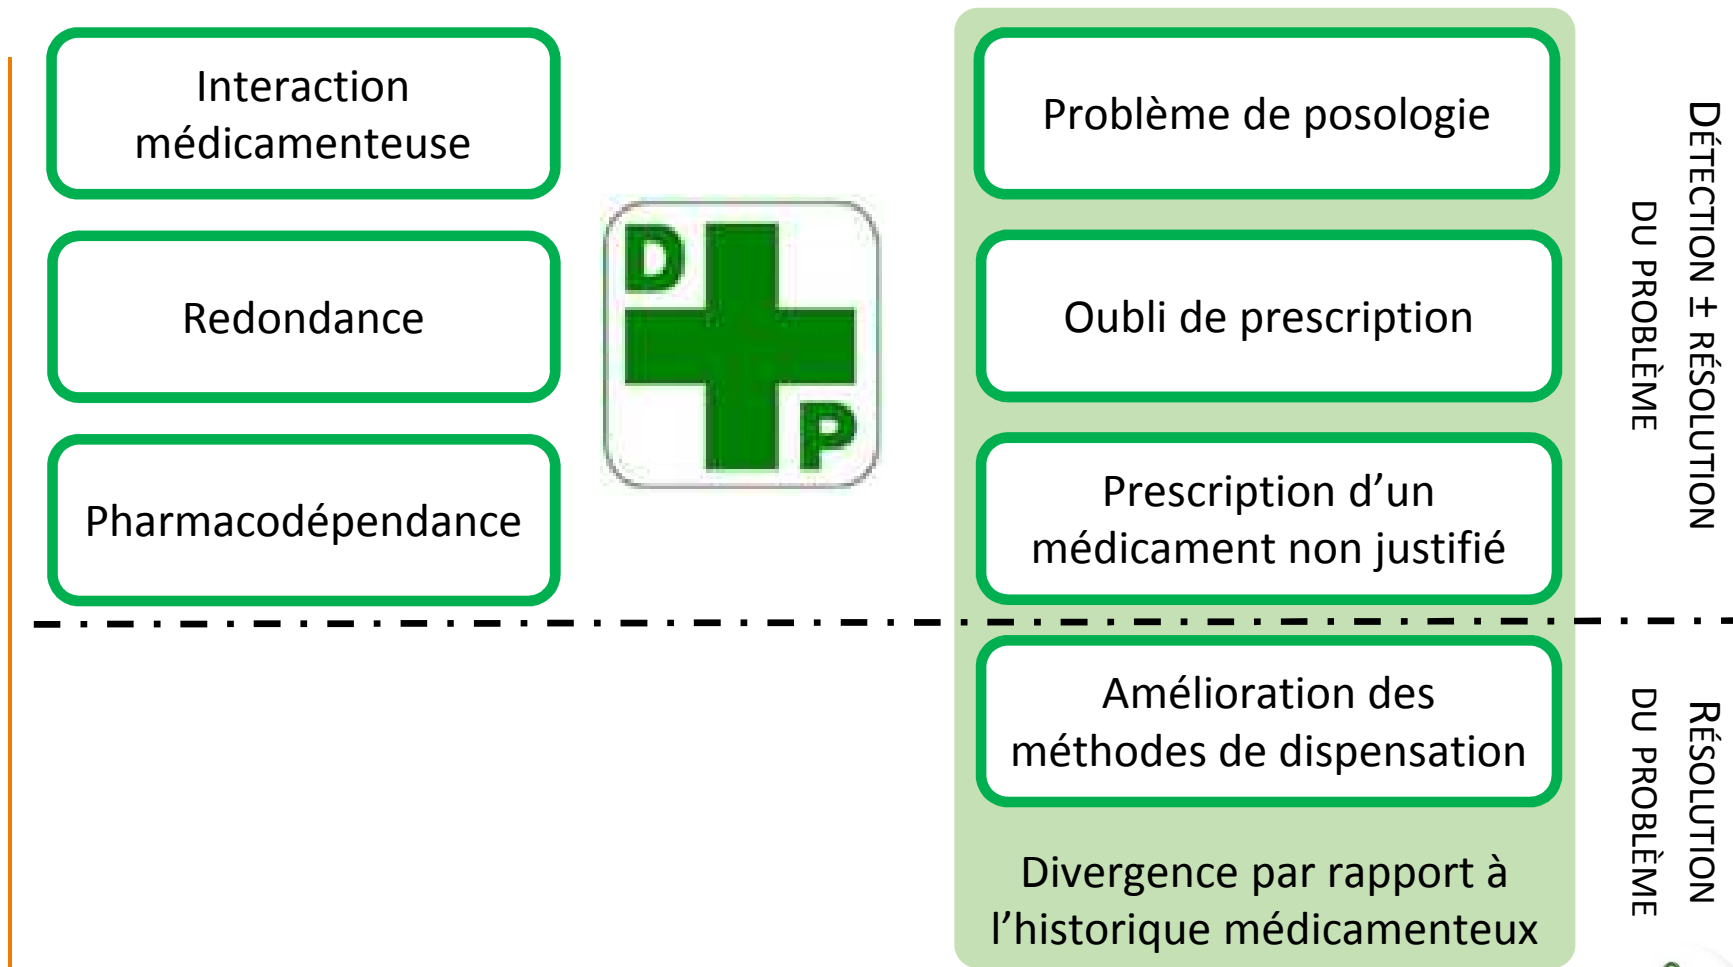 Interaction
médicamenteuse
Redondance
Pharmacodépendance
D
P
Problème de posologie
Oubli de prescription
Prescription d’un
médicament non justifié
Amélioration des
méthodes de dispensation
Divergence par rapport à
l’historique médicamenteux
DÉTECTION ± RÉSOLUTION
DU PROBLÈME
RÉSOLUTION
DU PROBLÈME